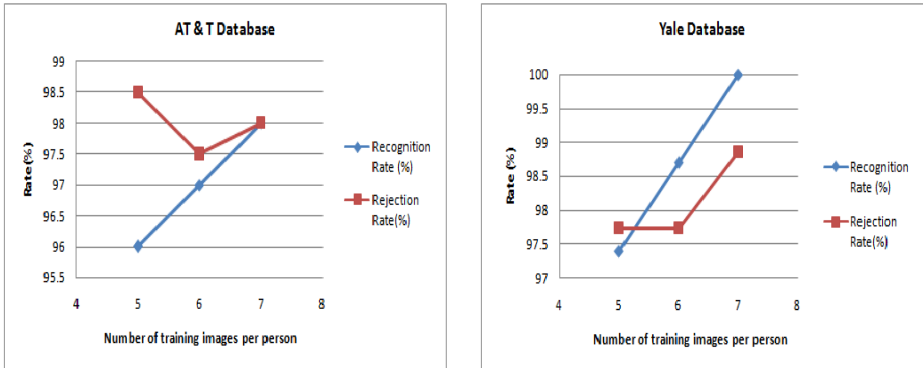 AT & T Database
99
98.5
98
97.5
97
96.5
96
95.5
4 5 6 7 8
Rate (%)
Number of training images per person
Recognition
Rate (%)
Rejection
Rate(%)
Yale Database
100
99.5
99
98.5
98
97.5
97
4 5 6 7 8
Rate (%)
Number of training images per person
Recognition
Rate (%)
Rejection
Rate(%)